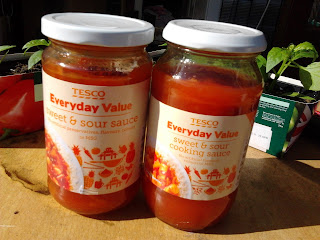 TESCO
Everyday Value
sweet & sour sauce
TESCO
Everyday Value
sweet & sour
cooking sauce